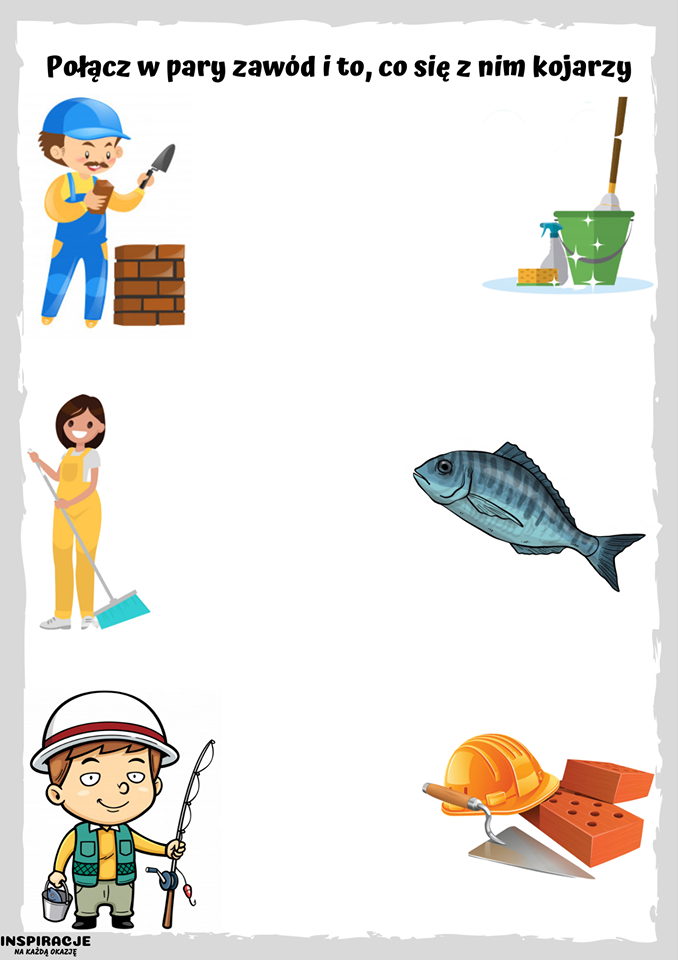 Połącz w pary zawód i to, co się z nim kojarzy
INSPIRACJE
NA KAŻDĄ OKAZJĘ